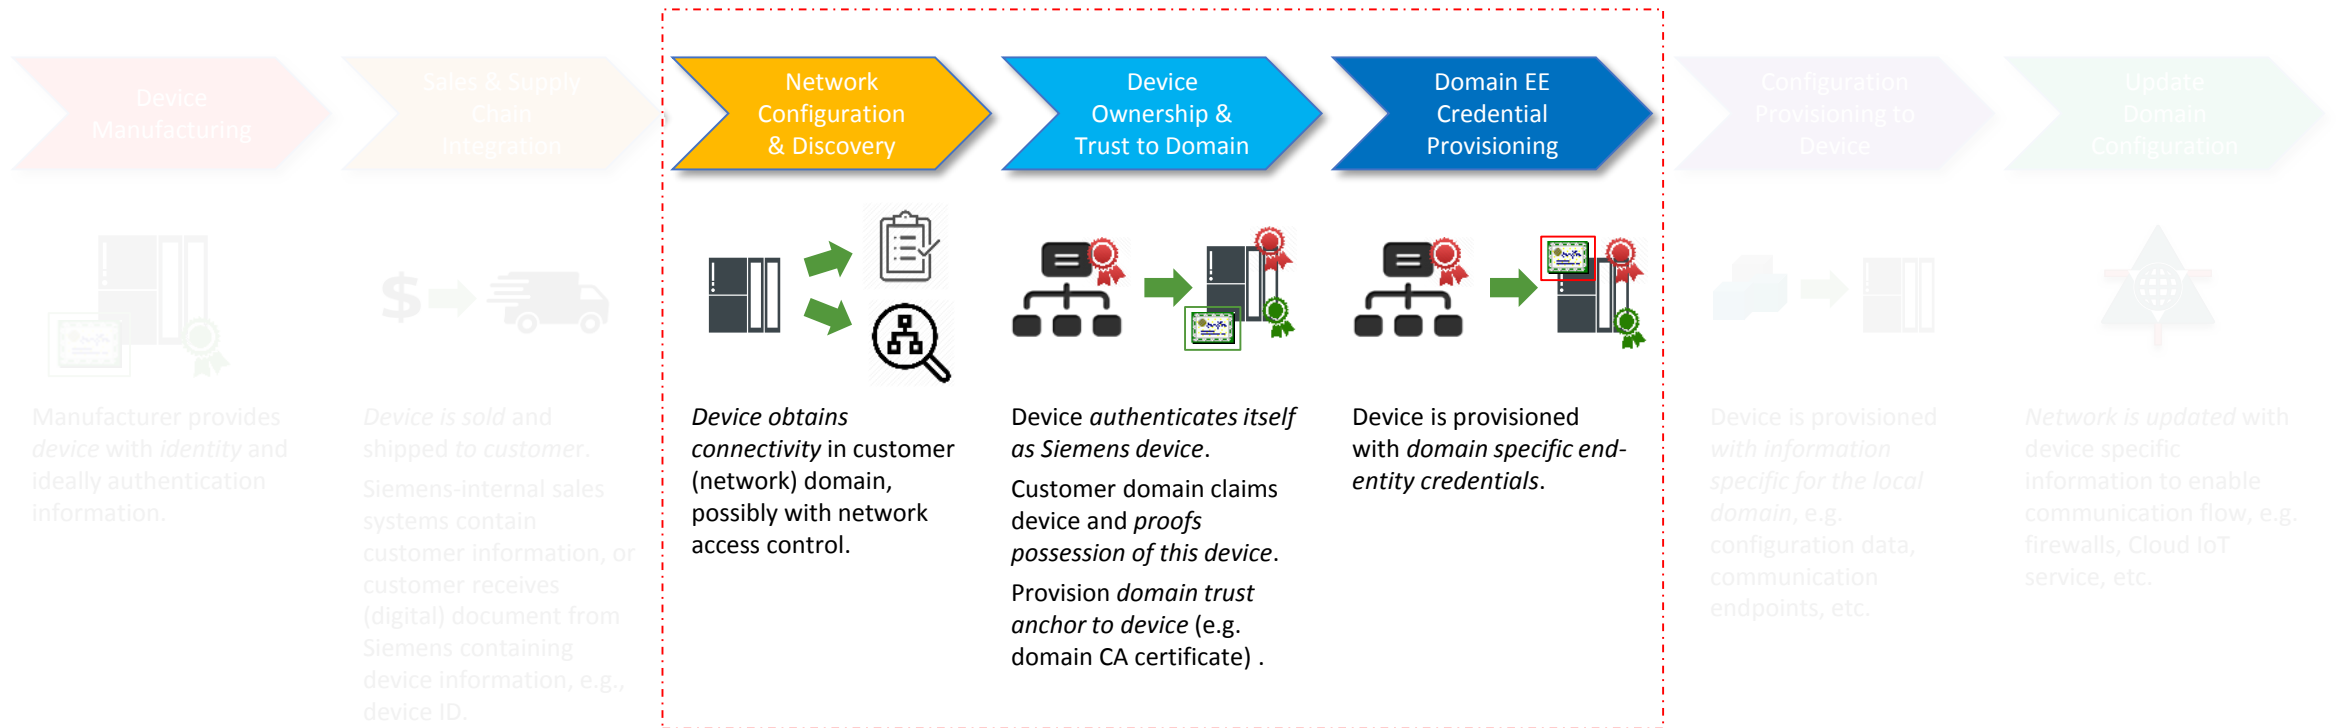 Device
Manufacturing
Sales & Supply
Chain
Integration
Network
Configuration
& Discovery
Device
Ownership &
Trust to Domain
Domain EE
Credential
Provisioning
Configuration
Provisioning to
Device
Update
Domain
Configuration
$
Manufacturer provides
device with identity and
ideally authentication
information.
Device is sold and
shipped to customer.
Siemens-internal sales
systems contain
customer information, or
customer receives
(digital) document from
Siemens containing
device information, e.g.,
device ID.
Device obtains
connectivity in customer
(network) domain,
possibly with network
access control.
Device authenticates itself
as Siemens device.
Customer domain claims
device and proofs
possession of this device.
Provision domain trust
anchor to device (e.g.
domain CA certificate) .
Device is provisioned
with domain specific end-
entity credentials.
Device is provisioned
with information
specific for the local
domain, e.g.
configuration data,
communication
endpoints, etc.
Network is updated with
device specific
information to enable
communication flow, e.g.
firewalls, Cloud IoT
service, etc.